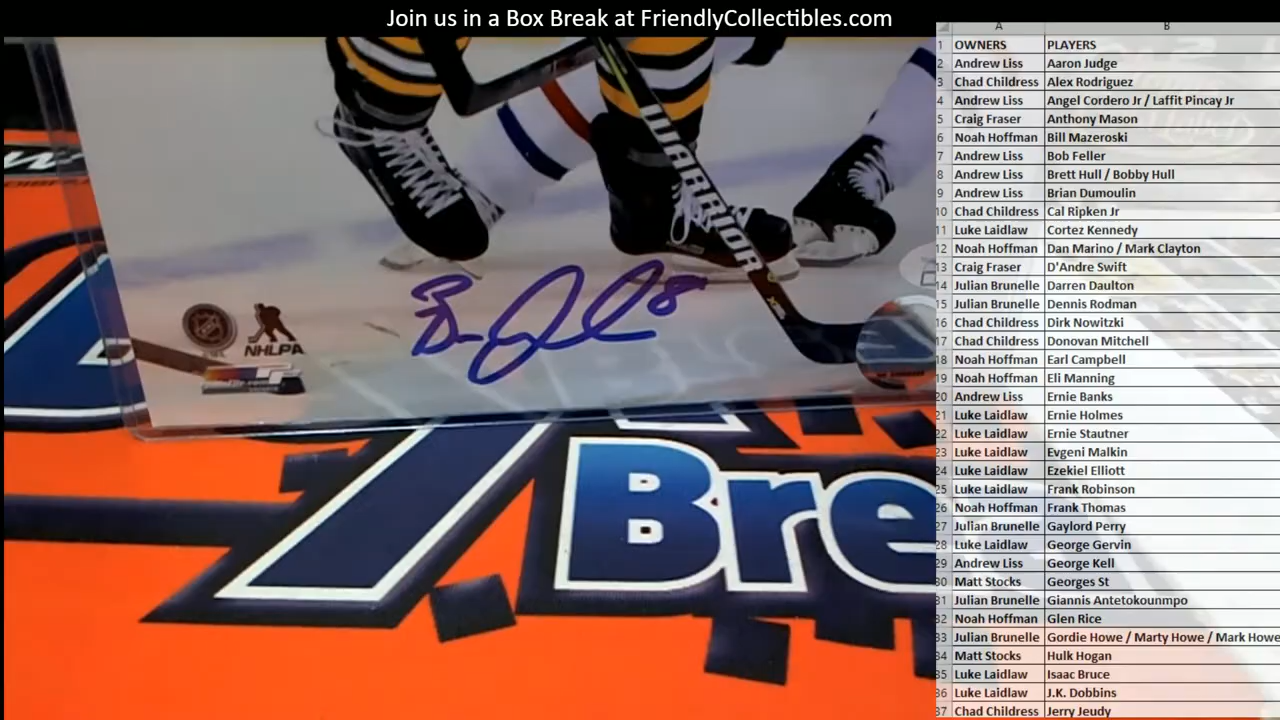 Join us in a Box Break at FriendlyCollectibles.com
A B
1 OWNERS PLAYERS
2 Andrew Liss Aaron Judge
3 Chad Childress Alex Rodriguez
4 Andrew Liss Angel Cordero Jr / Laffit Pincay Jr
5 Craig Fraser Anthony Mason
6 Noah Hoffman Bill Mazeroski
7 Andrew Liss Bob Feller
8 Andrew Liss Brett Hull / Bobby Hull
9 Andrew Liss Brian Dumoulin
10 Chad Childress Cal Ripken Jr
11 Luke Laidlaw Cortez Kennedy
12 Noah Hoffman Dan Marino / Mark Clayton
13 Craig Fraser D'Andre Swift
14 Julian Brunelle Darren Daulton
15 Julian Brunelle Dennis Rodman
16 Chad Childress Dirk Nowitzki
17 Chad Childress Donovan Mitchell
18 Noah Hoffman Earl Campbell
19 Noah Hoffman Eli Manning
20 Andrew Liss Ernie Banks
21 Luke Laidlaw Ernie Holmes
22 Luke Laidlaw Ernie Stautner
23 Luke Laidlaw Evgeni Malkin
24 Luke Laidlaw Ezekiel Elliott
25 Luke Laidlaw Frank Robinson
26 Noah Hoffman Frank Thomas
27 Julian Brunelle Gaylord Perry
28 Luke Laidlaw George Gervin
29 Andrew Liss George Kell
30 Matt Stocks Georges St
31 Julian Brunelle Giannis Antetokounmpo
32 Noah Hoffman Glen Rice
33 Julian Brunelle Gordie Howe / Marty Howe / Mark Howe
34 Matt Stocks Hulk Hogan
35 Luke Laidlaw Isaac Bruce
36 Luke Laidlaw J.K. Dobbins
37 Chad Childress Jerry Jeudy
WARRIOR
8
NHLPA
Bre